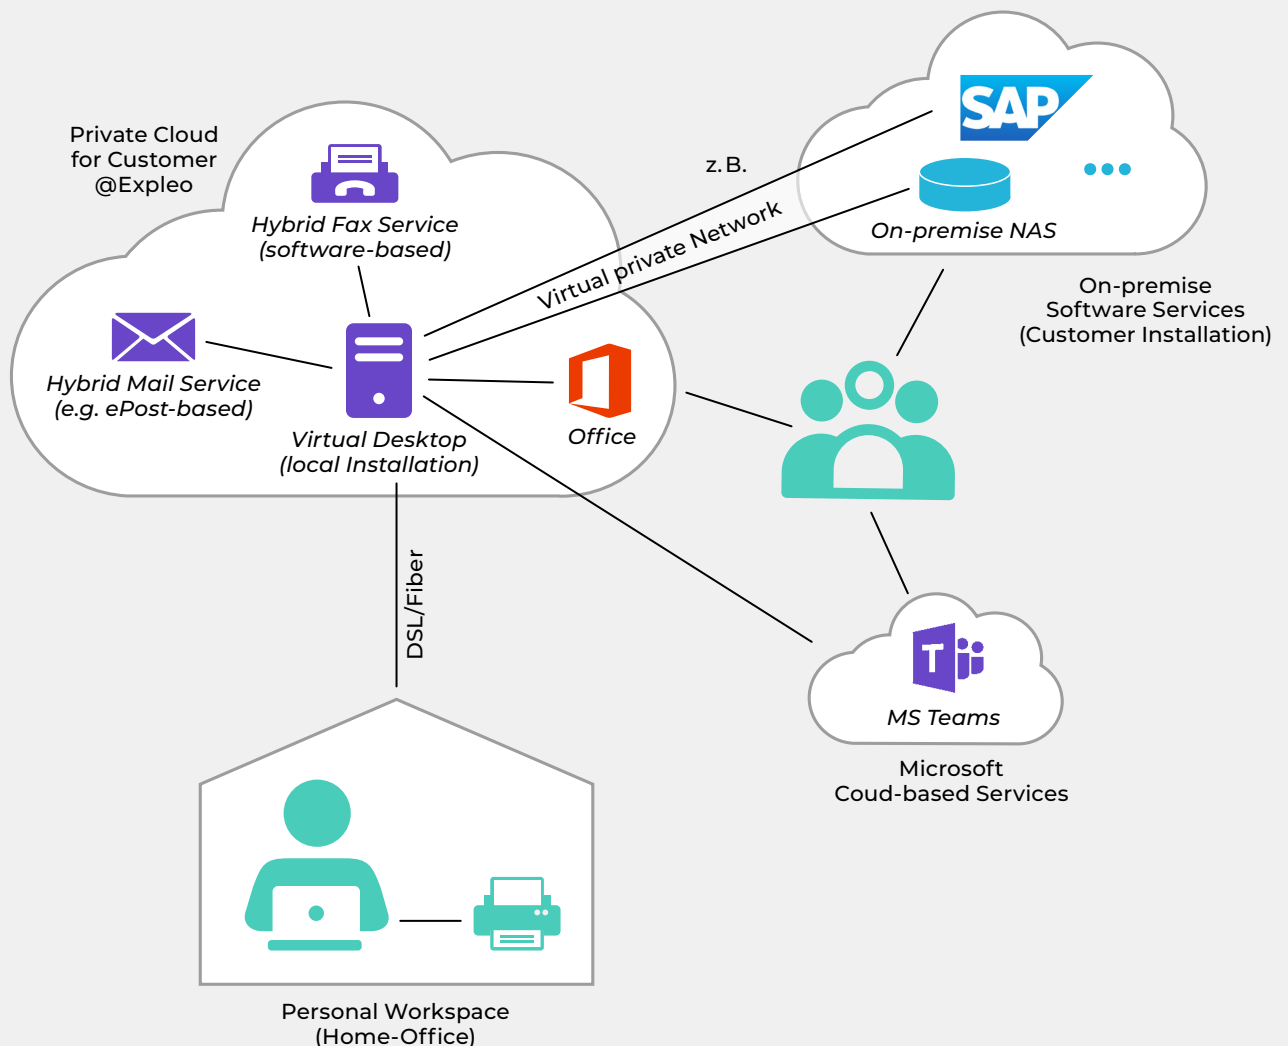 Private Cloud
for Customer
@Expleo
Hybrid Fax Service
(software-based)
Hybrid Mail Service
(e.g. ePost-based)
Virtual Desktop
(local Installation)
Office
z. B.
Virtual private Network
SAP
On-premise NAS
On-premise
Software Services
(Customer Installation)
DSL/Fiber
T
MS Teams
Microsoft
Coud-based Services
Personal Workspace
(Home-Office)